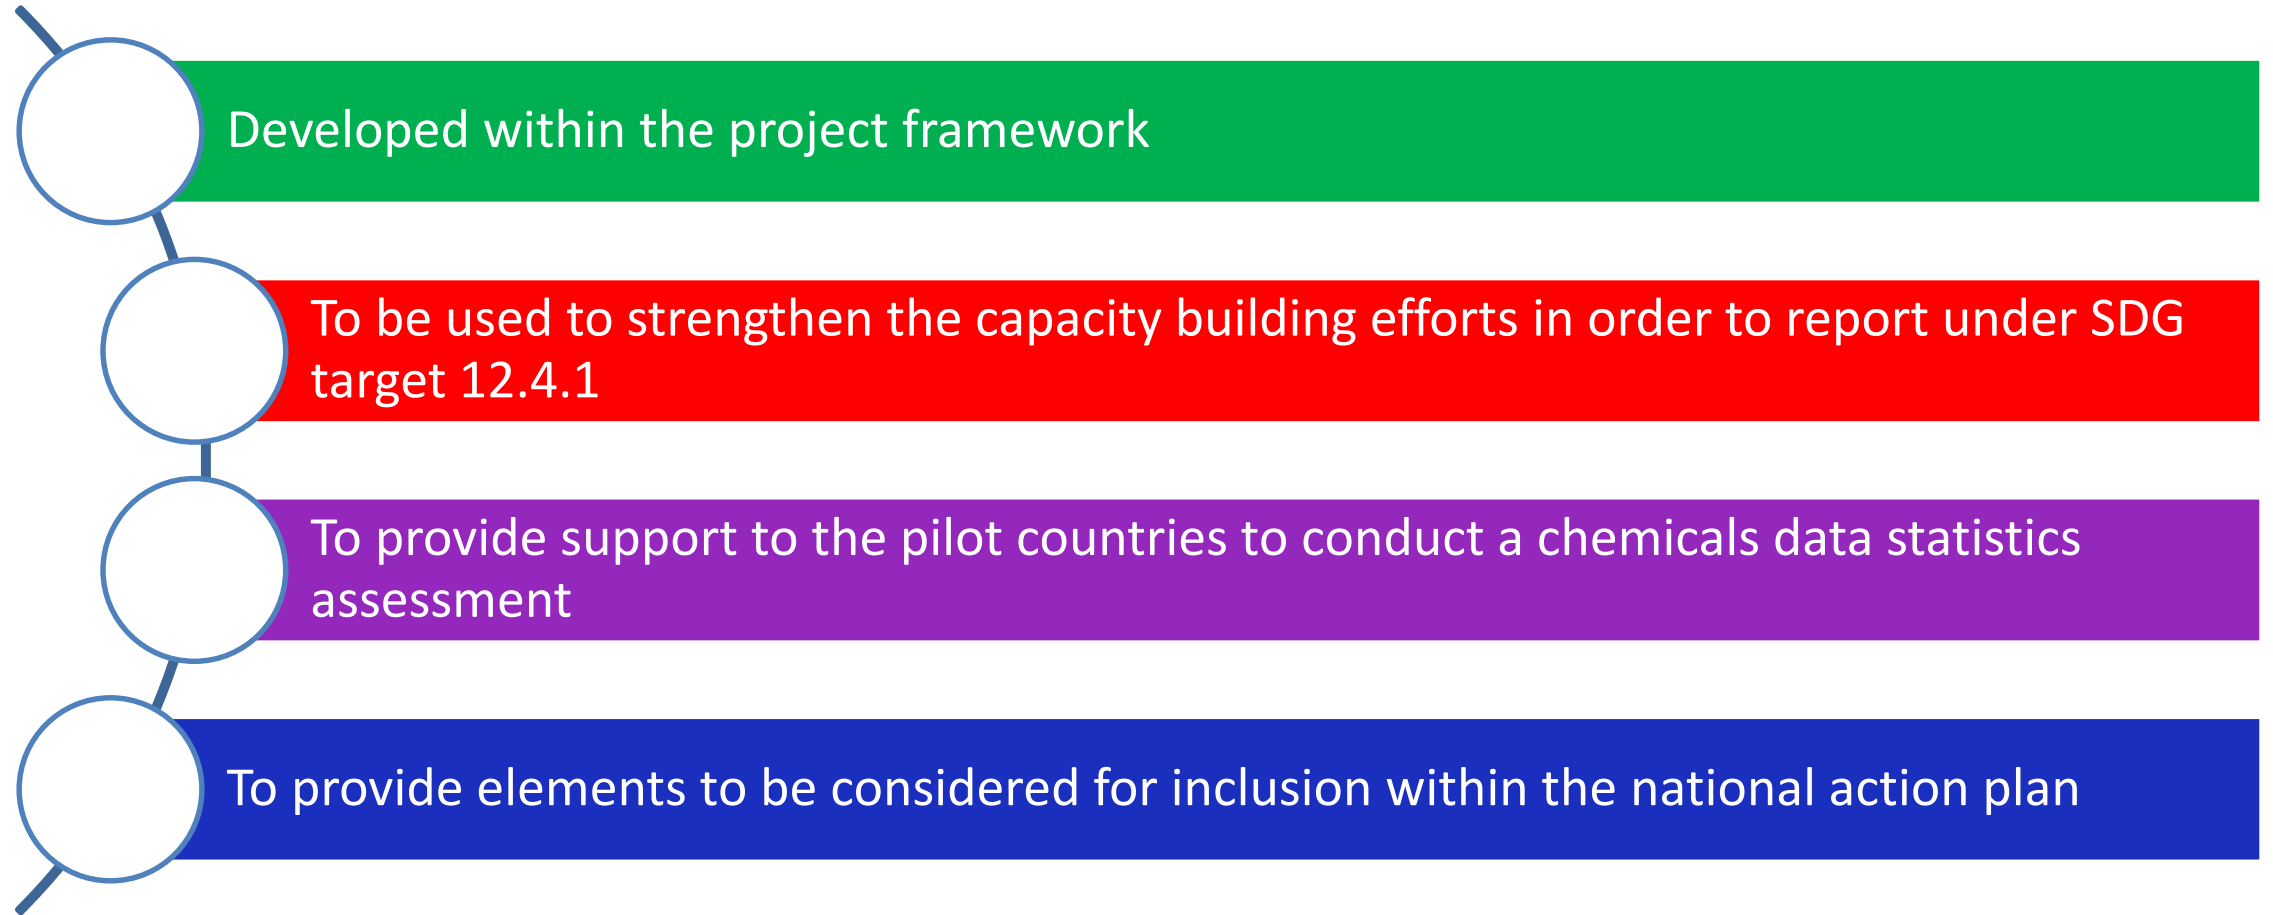 Developed within the project framework
To be used to strengthen the capacity building efforts in order to report under SDG
target 12.4.1
To provide support to the pilot countries to conduct a chemicals data statistics
assessment
To provide elements to be considered for inclusion within the national action plan